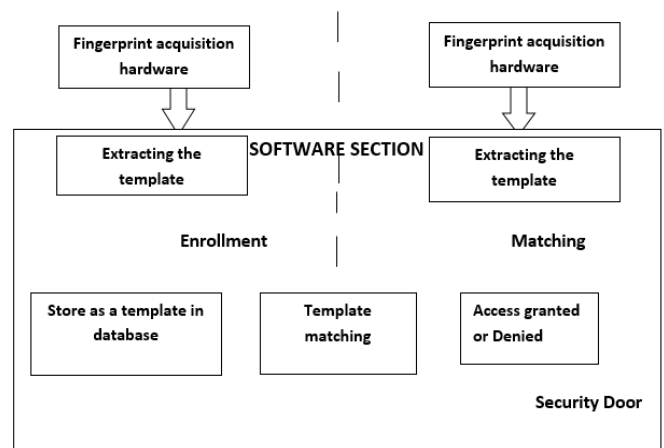 Fingerprint acquisition
hardware
Fingerprint acquisition
hardware
SOFTWARE SECTION
Extracting the
template
Extracting the
template
Enrollment
Matching
Store as a template in
database
Template
matching
Access granted
or Denied
Security Door